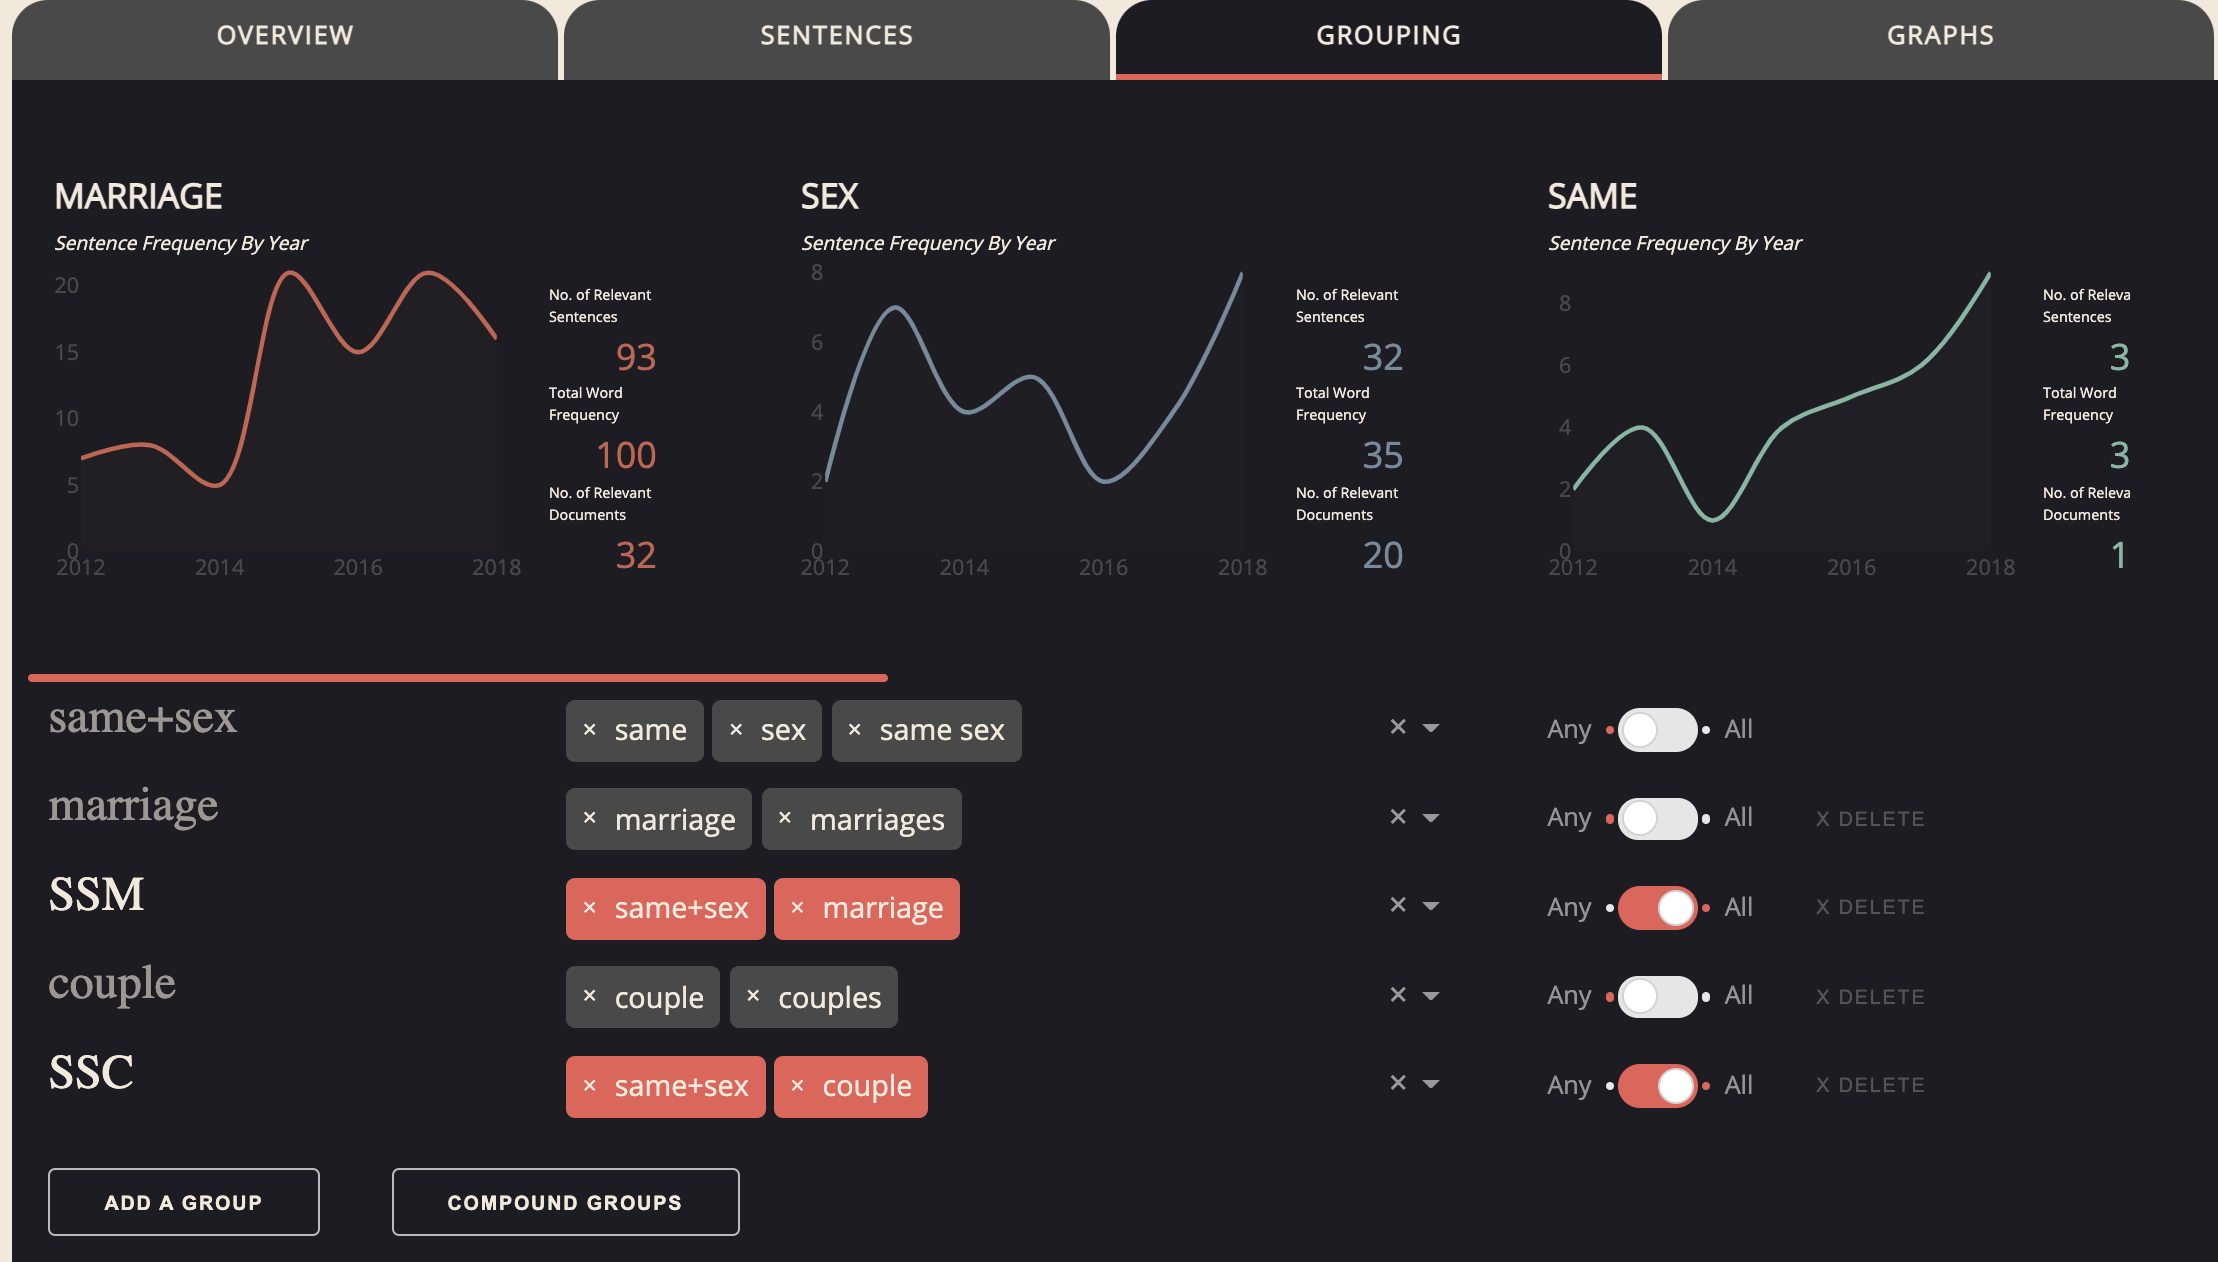 OVERVIEW
SENTENCES
GROUPING
GRAPHS
MARRIAGE
Sentence Frequency By Year
20
15
10
5
0
2012 2014 2016 2018
No. of Relevant
Sentences
93
Total Word
Frequency
100
No. of Relevant
Documents
32
SEX
Sentence Frequency By Year
8
6
4
2
0
2012 2014 2016 2018
No. of Relevant
Sentences
32
Total Word
Frequency
35
No. of Relevant
Documents
20
SAME
Sentence Frequency By Year
8
6
4
2
0
2012 2014 2016 2018
No. of Releva
Sentences
3
Total Word
Frequency
3
No. of Releva
Documents
1
same+sex × same × sex × same sex × Any All
marriage × marriage × marriages × Any All X DELETE
SSM × same+sex × marriage × Any All X DELETE
couple × couple × couples × Any All X DELETE
SSC × same+sex × couple × Any All X DELETE
ADD A GROUP
COMPOUND GROUPS